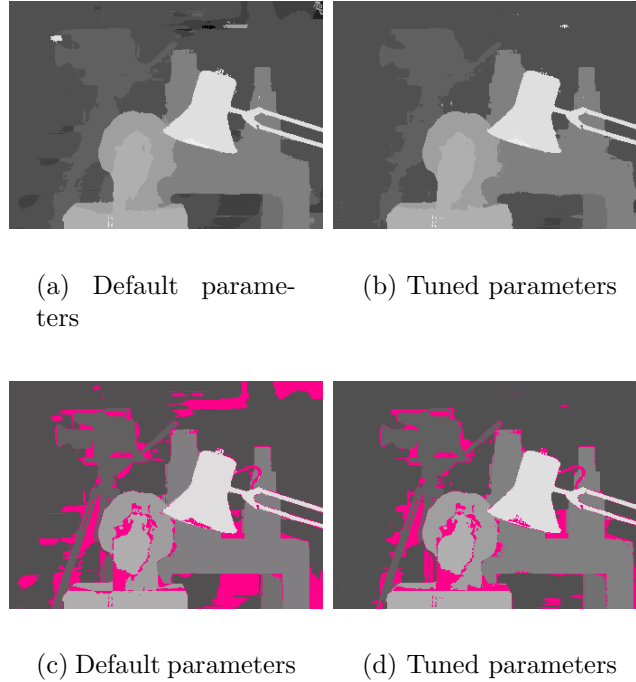 (a) Default parame-
ters
(b) Tuned parameters
(c) Default parameters
(d) Tuned parameters